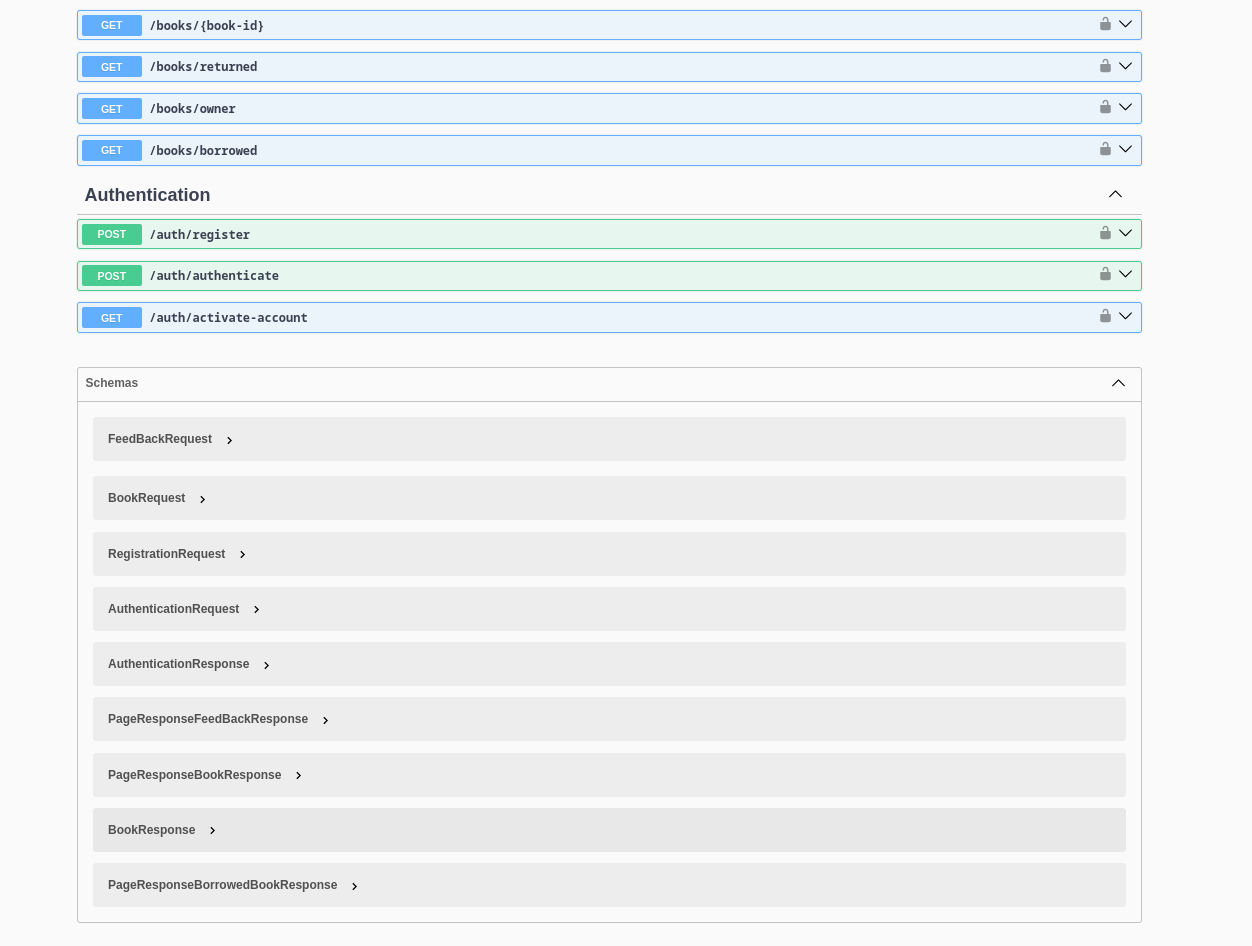 GET /books/{book-id}
GET /books/returned
GET /books/owner
GET /books/borrowed
Authentication
POST /auth/register
POST /auth/authenticate
GET /auth/activate-account
Schemas
FeedBackRequest
BookRequest
RegistrationRequest
AuthenticationRequest
AuthenticationResponse
PageResponseFeedBackResponse
PageResponseBookResponse
BookResponse
PageResponseBorrowedBookResponse